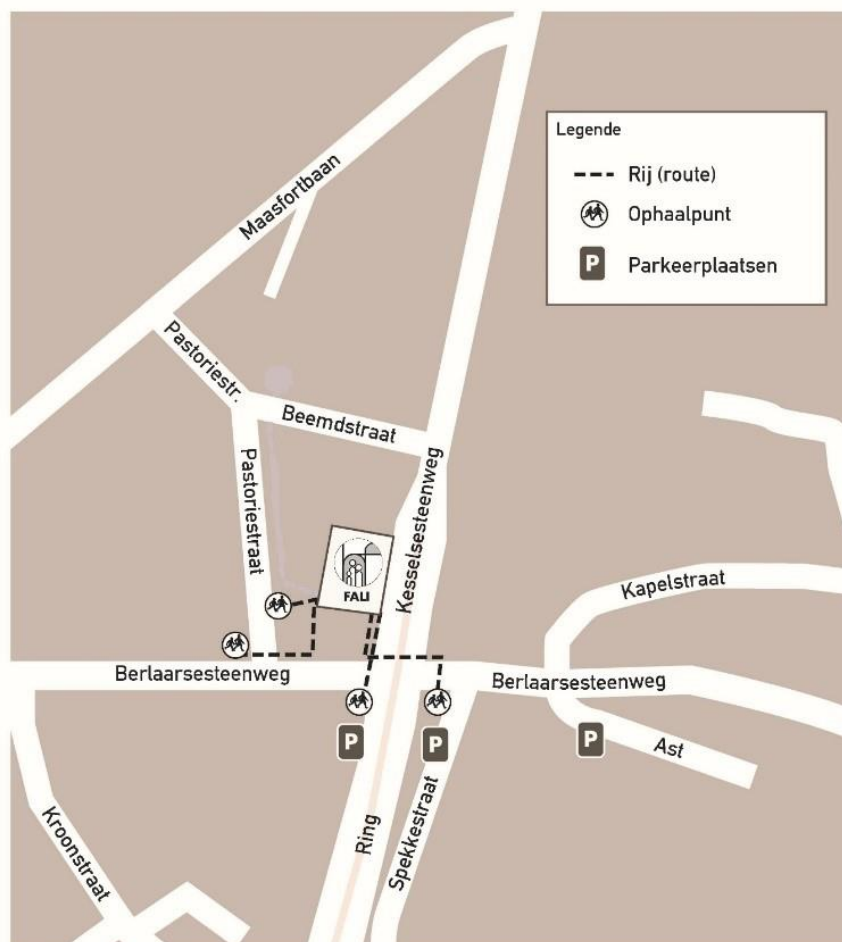 Legende
Rij (route)
Ophaalpunt
P
Parkeerplaatsen
Maasfortbaan
Pastoriestr.
Beemdstraat
Pastoriestraat
Kesselsesteenweg
FALI
Kapelstraat
Berlaarsesteenweg
Berlaarsesteenweg
P
P
P
Ast
Kroonstraat
Ring
Spekkestraat